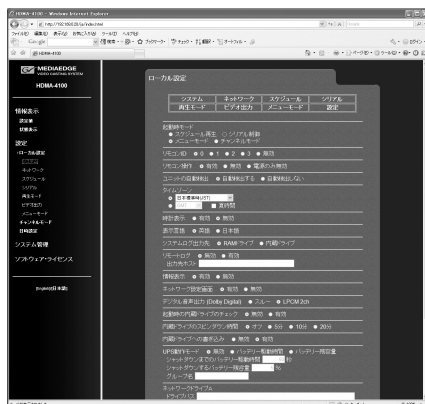 HDMA-4100 - Windows Internet Explorer
Google
HDMA-4100
MEDIAEDGE
VIDEO CASTING SYSTEM
HDMA-4100
情報表示
設定値
状態表示
設定
ローカル設定
システム
ネットワーク
スケジュール
シリアル
再生モード
ビデオ出力
メニューモード
チャンネルモード
日時設定
システム管理
ソフトウェア・ライセンス
[English][日本語]
ローカル設定
システム ネットワーク スケジュール シリアル
再生モード ビデオ出力 メニューモード 設定
起動時モード
スケジュール再生 シリアル制御
メニューモード チャンネルモード
リモコンID 0 1 2 3 無効
リモコン操作 有効 無効 電源のみ無効
ユニットの自動検出 自動検出する 自動検出しない
タイムゾーン
日本標準時(JST)
GMT 夏時間
時計表示 有効 無効
表示言語 英語 日本語
システムログ出力先 RAMドライブ 内蔵ドライブ
リモートログ 無効 有効
出力先ホスト
情報表示 有効 無効
ネットワーク設定画面 有効 無効
デジタル音声出力 (Dolby Digital) スルー LPCM 2ch
起動時の内蔵ドライブのチェック 無効 有効
内蔵ドライブのスピンダウン時間 オフ 5分 10分 20分
内蔵ドライブへの書き込み 無効 有効
UPS動作モード 無効 バッテリー駆動時間 バッテリー残容量
シャットダウンまでのバッテリー駆動時間 秒
シャットダウンするバッテリー残容量 %
グループ名
ネットワークドライブA
ドライブパス